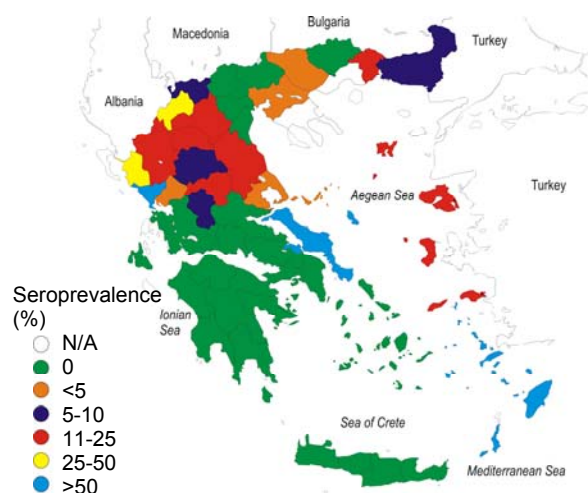 Bulgaria
Macedonia
Turkey
Albania
Aegean Sea
Turkey
Seroprevalence
(%)
Ionian
Sea
N/A
0
<5
5-10
11-25
25-50
>50
Sea of Crete
Mediterranean Sea